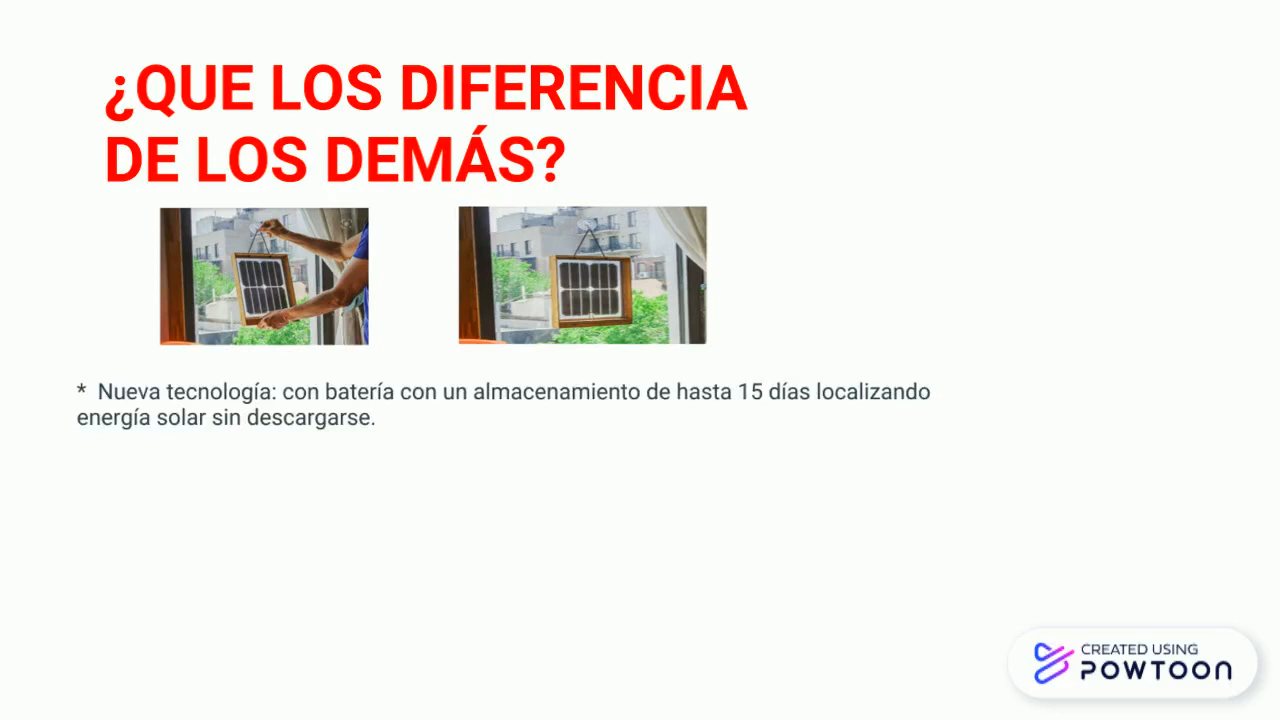 ¿QUE LOS DIFERENCIA
DE LOS DEMÁS?
* Nueva tecnología: con batería con un almacenamiento de hasta 15 días localizando
energía solar sin descargarse.
CREATED USING
POWTOON